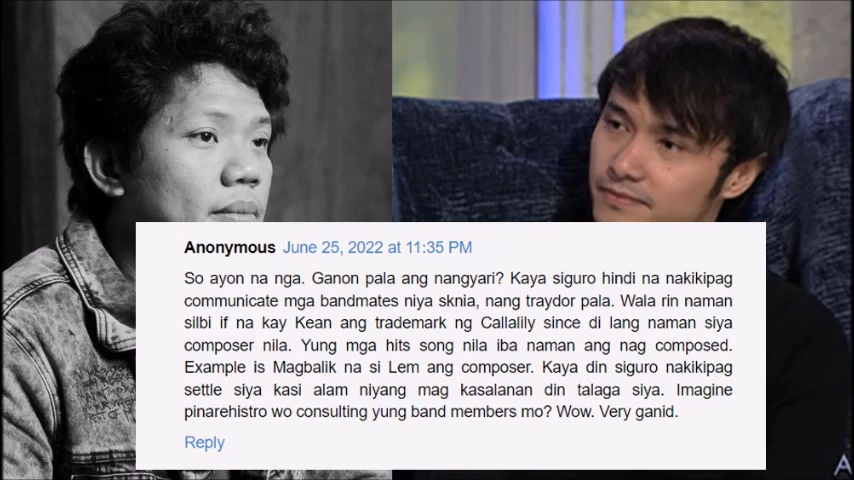 Anonymous June 25, 2022 at 11:35 PM
So ayon na nga. Ganon pala ang nangyari? Kaya siguro hindi na nakikipag
communicate mga bandmates niya sknia, nang traydor pala. Wala rin naman
silbi if na kay Kean ang trademark ng Callalily since di lang naman siya
composer nila. Yung mga hits song nila iba naman ang nag composed.
Example is Magbalik na si Lem ang composer. Kaya din siguro nakikipag
settle siya kasi alam niyang mag kasalanan din talaga siya. Imagine
pinarehistro wo consulting yung band members mo? Wow. Very ganid.
Reply
A